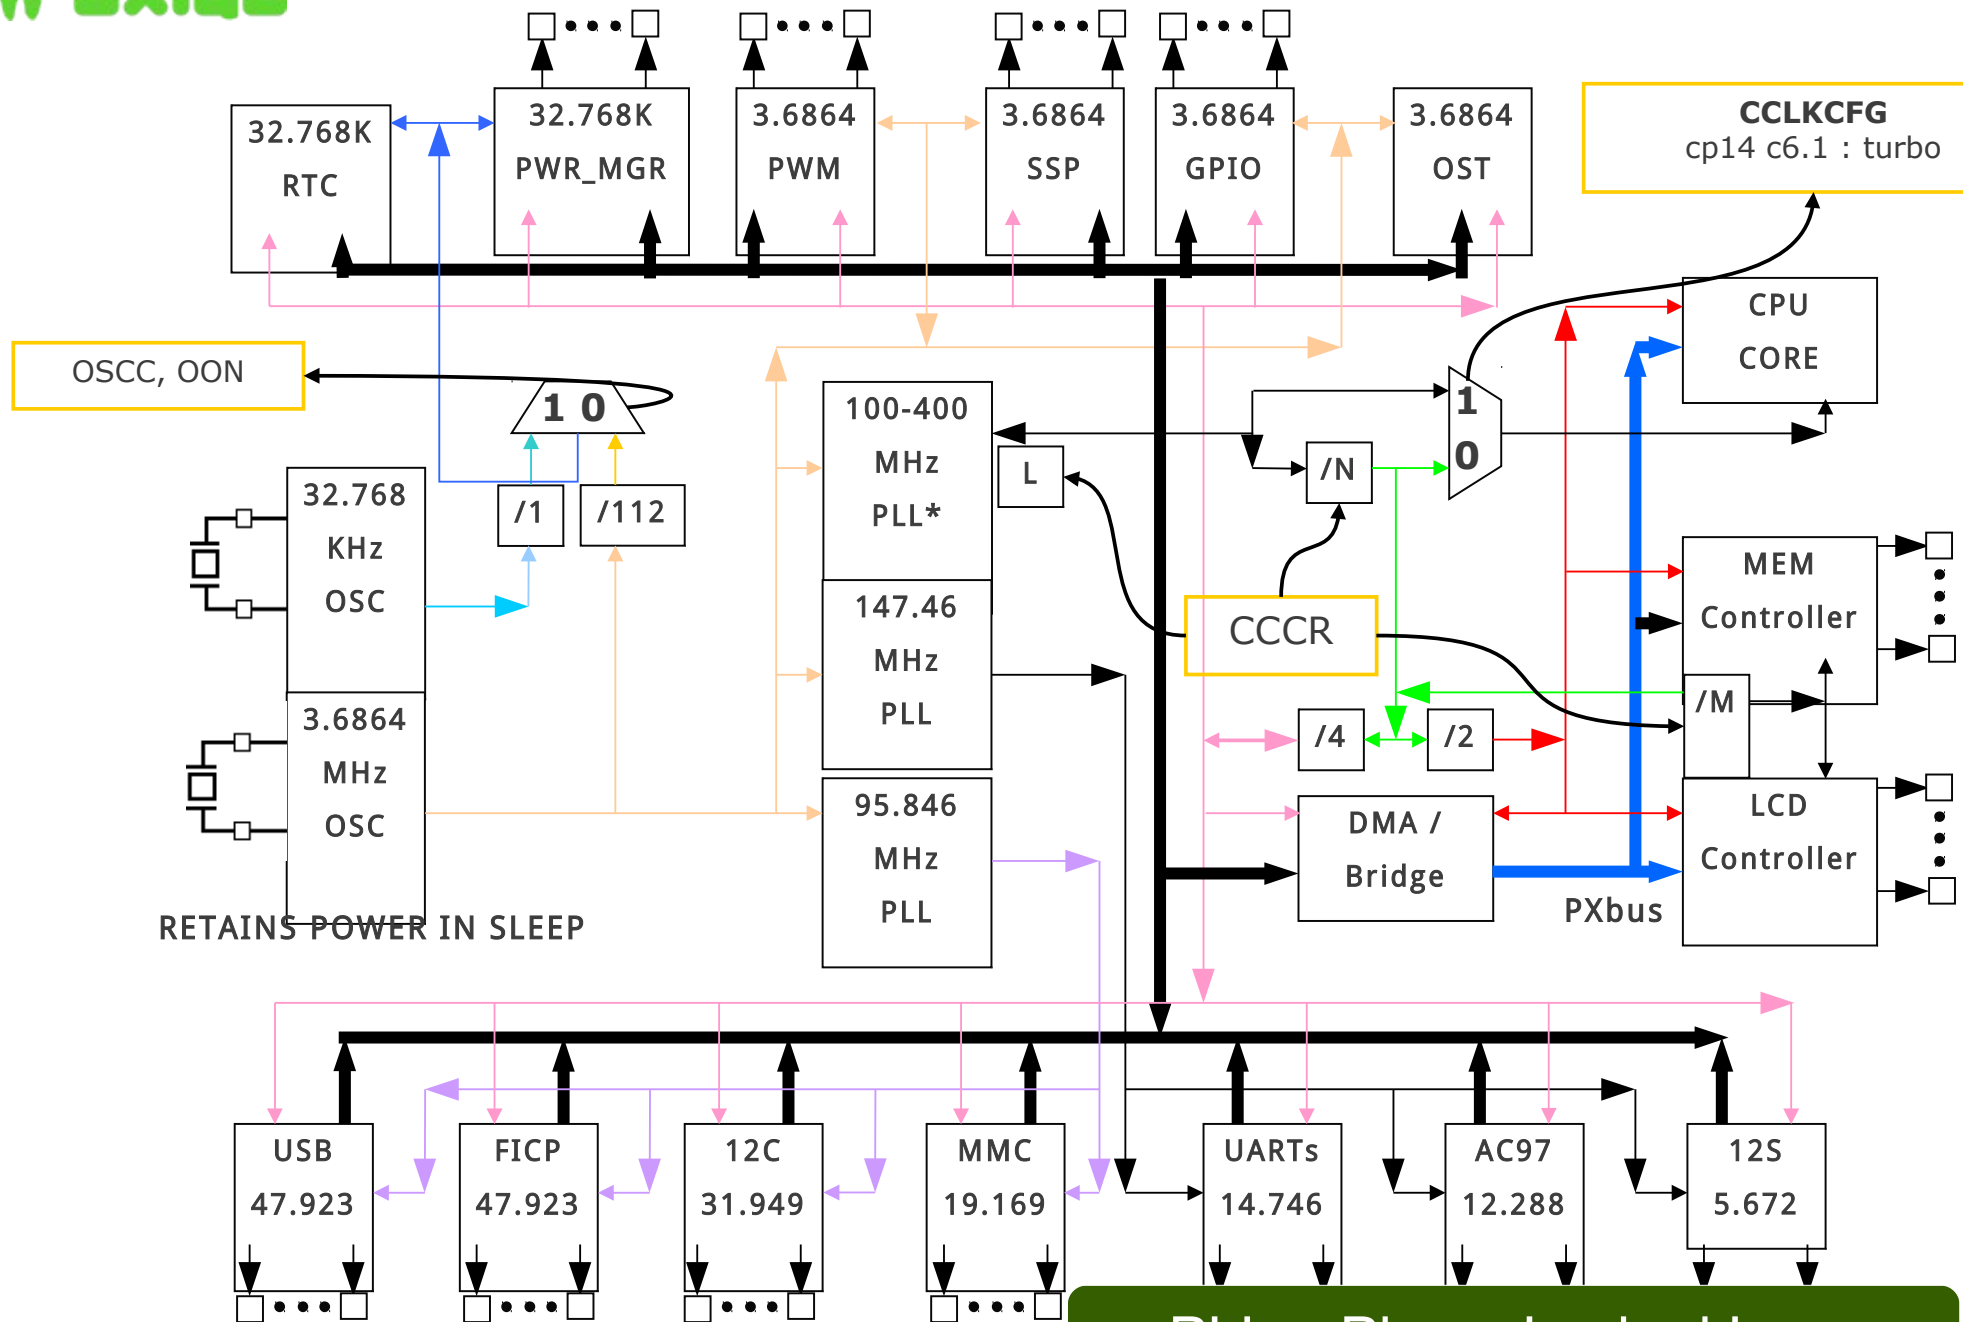 32.768K
RTC
32.768K
PWR_MGR
3.6864
PWM
3.6864
SSP
3.6864
GPIO
3.6864
OST
CCLKCFG
cp14 c6.1 : turbo
CPU
CORE
OSCC, OON
1 0
100-400
MHz
PLL*
L
/N
1
0
32.768
KHz
OSC
/1
/112
147.46
MHz
PLL
CCCR
MEM
Controller
/M
3.6864
MHz
OSC
/4
/2
95.846
MHz
PLL
DMA /
Bridge
LCD
Controller
PXbus
RETAINS POWER IN SLEEP
USB
47.923
FICP
47.923
12C
31.949
MMC
19.169
UARTs
14.746
AC97
12.288
12S
5.672